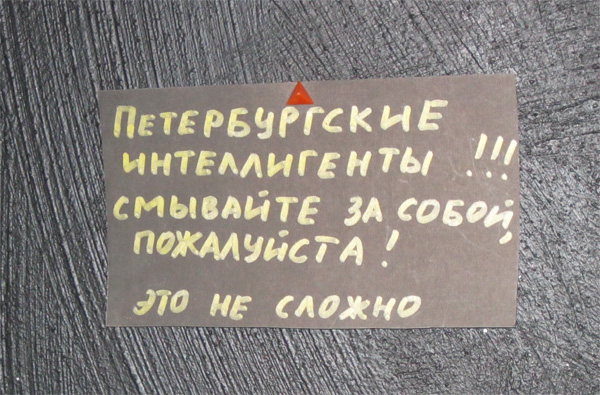 ПЕТЕРБУРГСКИЕ
ИНТЕЛЛИГЕНТЫ !!!
СМЫВАЙТЕ ЗА СОБОЙ,
ПОЖАЛУЙСТА!
ЭТО НЕ СЛОЖНО